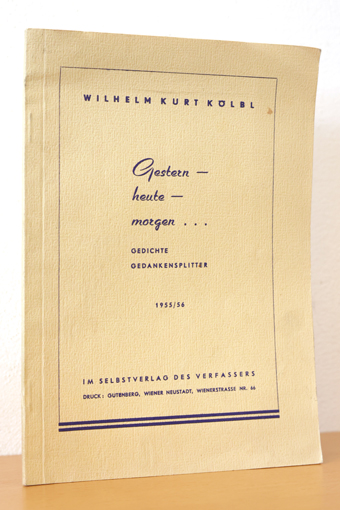 WILHELM KURT KÖLBL
Gestern —
heute —
morgen . . .
GEDICHTE
GEDANKENSPLITTER
1955/56
IM SELBSTVERLAG DES VERFASSERS
DRUCK: GUTENBERG, WIENER NEUSTADT, WIENERSTRASSE NR. 66